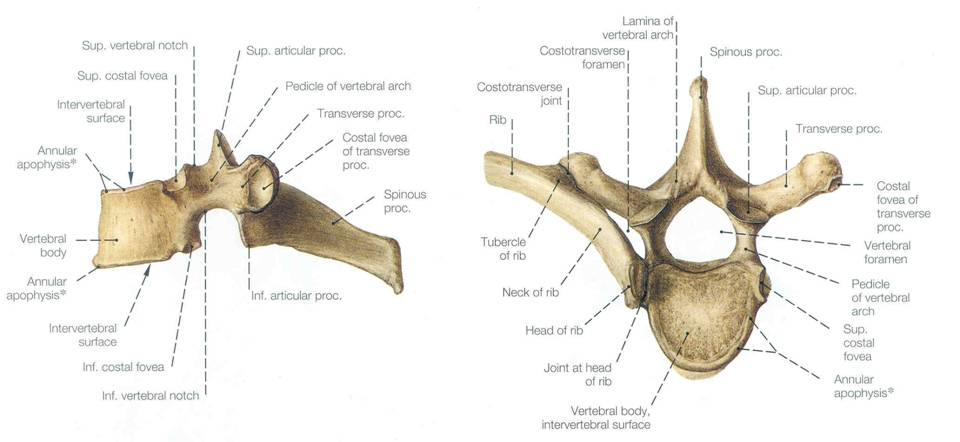 Sup. vertebral notch
Sup. articular proc.
Sup. costal fovea
Pedicle of vertebral arch
Intervertebral
surface
Transverse proc.
Annular
apophysis*
Costal fovea
of transverse
proc.
Spinous
proc.
Vertebral
body
Annular
apophysis*
Inf. articular proc.
Intervertebral
surface
Inf. costal fovea
Inf. vertebral notch
Lamina of
vertebral arch
Costotransverse
foramen
Spinous proc.
Costotransverse
joint
Sup. articular proc.
Rib
Transverse proc.
Costal
fovea of
transverse
proc.
Tubercle
of rib
Vertebral
foramen
Neck of rib
Pedicle
of vertebral
arch
Head of rib
Sup.
costal
fovea
Joint at head
of rib
Annular
apophysis*
Vertebral body,
intervertebral surface